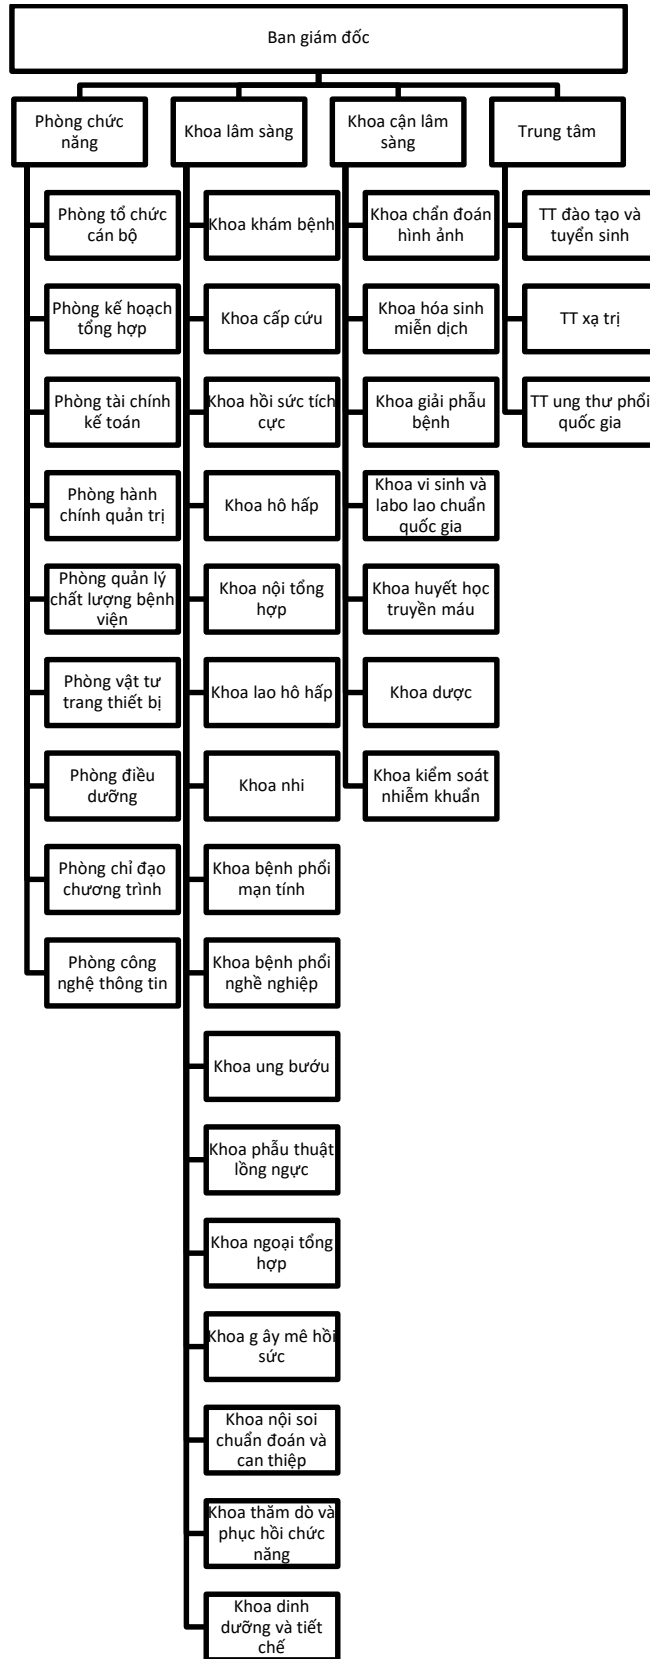 Ban giám đốc
Phòng chức
năng
Phòng tổ chức
cán bộ
Phòng kế hoạch
tổng hợp
Phòng tài chính
kế toán
Phòng hành
chính quản trị
Phòng quản lý
chất lượng bệnh
viện
Phòng vật tư
trang thiết bị
Phòng điều
dưỡng
Phòng chỉ đạo
chương trình
Phòng công
nghệ thông tin
Khoa lâm sàng
Khoa khám bệnh
Khoa cấp cứu
Khoa hồi sức tích
cực
Khoa hô hấp
Khoa nội tổng
hợp
Khoa lao hô hấp
Khoa nhi
Khoa bệnh phổi
mạn tính
Khoa bệnh phổi
nghề nghiệp
Khoa ung bướu
Khoa phẫu thuật
lồng ngực
Khoa ngoại tổng
hợp
Khoa g ây mê hồi
sức
Khoa nội soi
chuẩn đoán và
can thiệp
Khoa thăm dò và
phục hồi chức
năng
Khoa dinh
dưỡng và tiết
chế
Khoa cận lâm
sàng
Khoa chẩn đoán
hình ảnh
Khoa hóa sinh
miễn dịch
Khoa giải phẫu
bệnh
Khoa vi sinh và
labo lao chuẩn
quốc gia
Khoa huyết học
truyền máu
Khoa dược
Khoa kiểm soát
nhiễm khuẩn
Trung tâm
TT đào tạo và
tuyển sinh
TT xạ trị
TT ung thư phổi
quốc gia